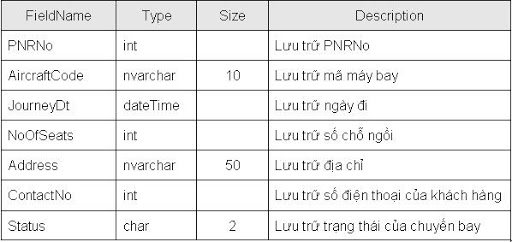 FieldName Type Size Description
PNRNo int Lưu trữ PNRNo
AircraftCode nvarchar 10 Lưu trữ mã máy bay
JourneyDt dateTime Lưu trữ ngày đi
NoOfSeats int Lưu trữ số chỗ ngồi
Address nvarchar 50 Lưu trữ địa chỉ
ContactNo int Lưu trữ số điện thoại của khách hàng
Status char 2 Lưu trữ trạng thái của chuyến bay